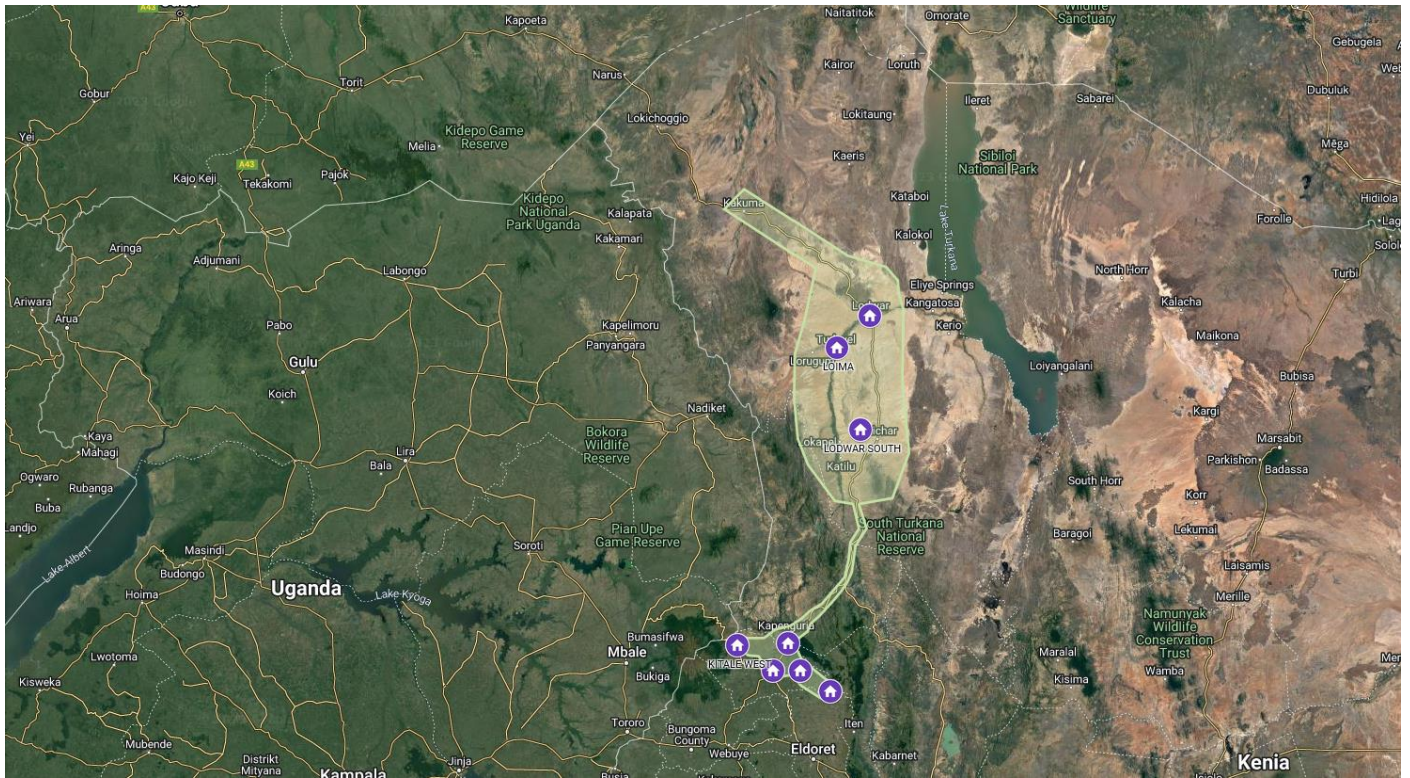 A43
Kapoeta
Naitatitok
Omorate
Wildlife
Sanctuary
Gebugela
Kairor
Loruth
Narus
Torit
Gobur
Ileret
Sabarei
Dubuluk
Lokichoggio
Lokitaung
Yei
Kidepo Game
Reserve
Melia
Mēga
Kaeris
Sibiloi
National Park
A43
Kajo Keji
Tekakomi
Pajok
Kataboi
Hidilola
Kidepo
National
Park Uganda
Kalapata
Kakuma
Lake Turkana
Forolle
Kakamari
Kalokol
Aringa
Adjumani
Labongo
North Horr
Turbi
Eliye Springs
Ariwara
Kangatosa
Kalacha
Arua
Pabo
Kapelimoru
Kerio
Maikona
Panyangara
Gulu
LOIMA
Loiyangalani
Bubisa
Koich
Nadiket
Kargi
Kaya
Mahagi
Bokora
Wildlife
Reserve
Marsabit
Lira
LODWAR SOUTH
Parkishon
Badassa
Bala
Ogwaro
Rubanga
Katilu
South Horr
Buba
Korr
Pian Upe
Game Reserve
South Turkana
National
Reserve
Lekumai
Baragol
Lake Albert
Masindi
Soroti
Budongo
Laisamis
Uganda
Lake Kyoga
Hoima
Merille
Namunyak
Wildlife
Conservation
Trust
Kapenguria
Bumasifwa
Lwotoma
Mbale
KITALE WEST
Maralal
Bukiga
Wamba
Kisima
Kisweka
Tororo
Iten
Bungoma
County
Mubende
Eldoret
Webuye
Kabarnet
Distrikt
Mityana
Jinja
Kenia
Kampala